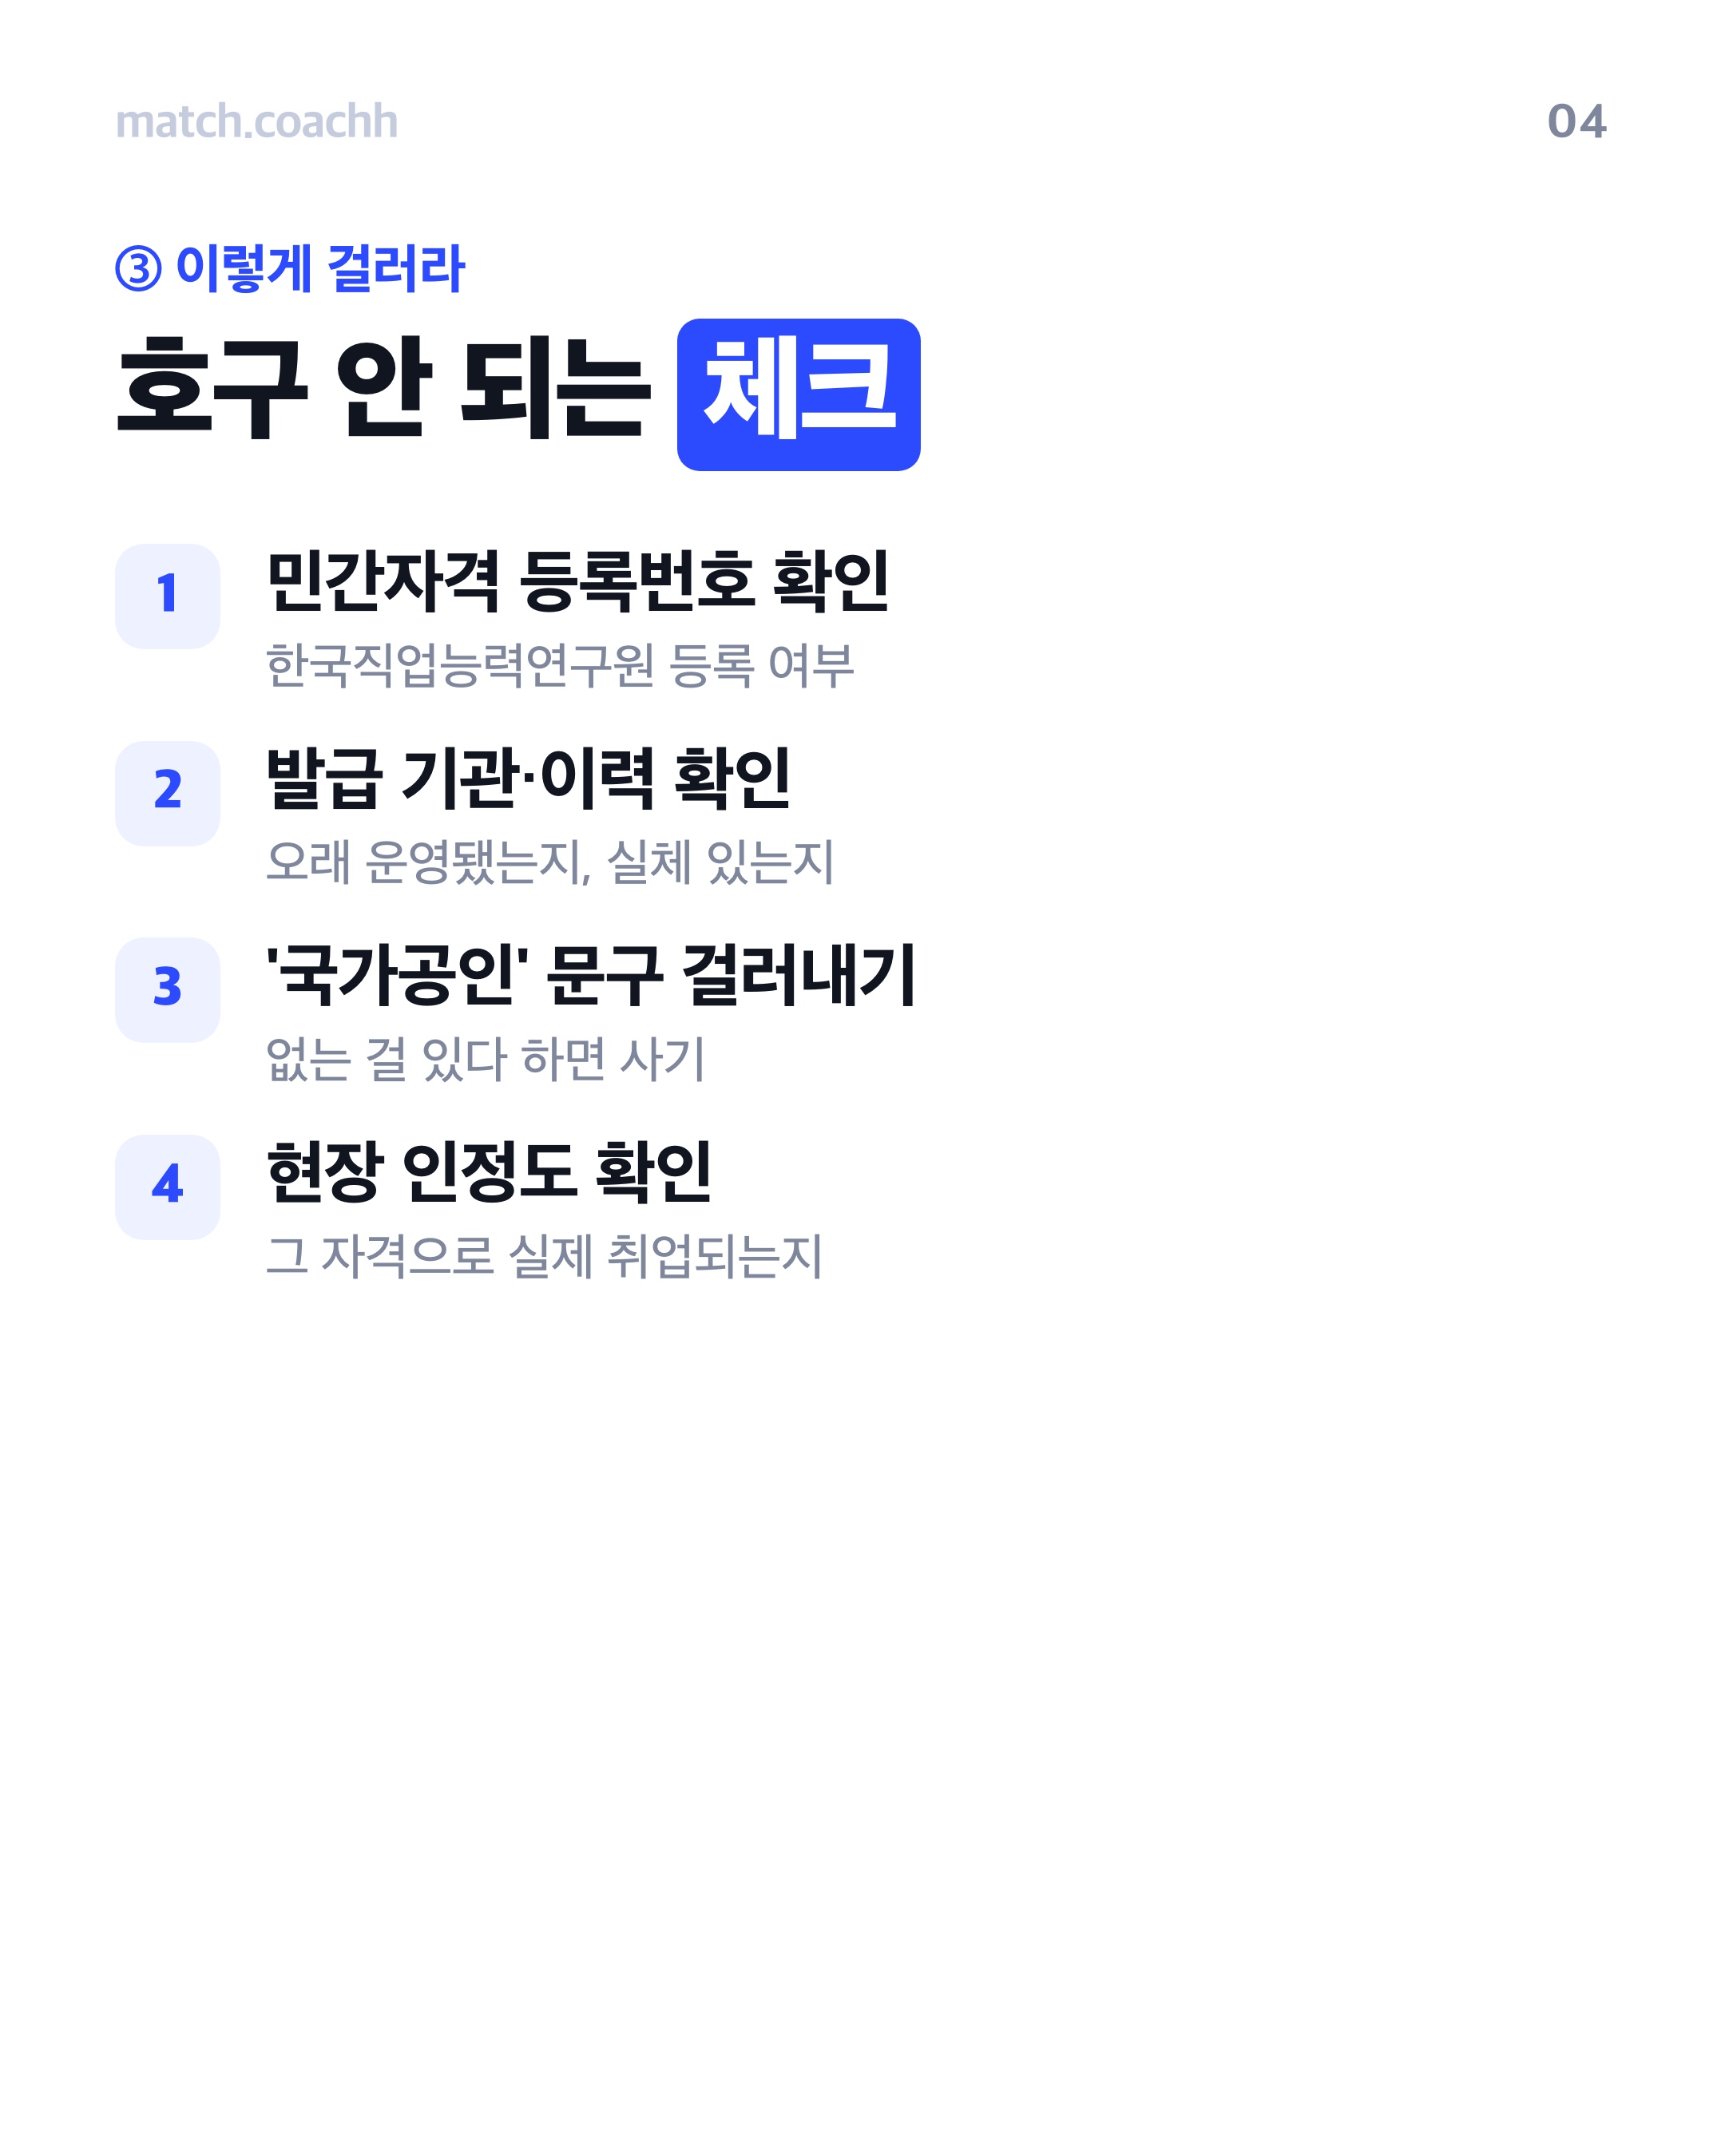 match.coachh
04
③ 이렇게 걸러라
호구 안 되는 체크
1
민간자격 등록번호 확인
한국직업능력연구원 등록 여부
2
발급 기관·이력 확인
오래 운영됐는지, 실체 있는지
3
'국가공인' 문구 걸러내기
없는 걸 있다 하면 사기
4
현장 인정도 확인
그 자격으로 실제 취업되는지